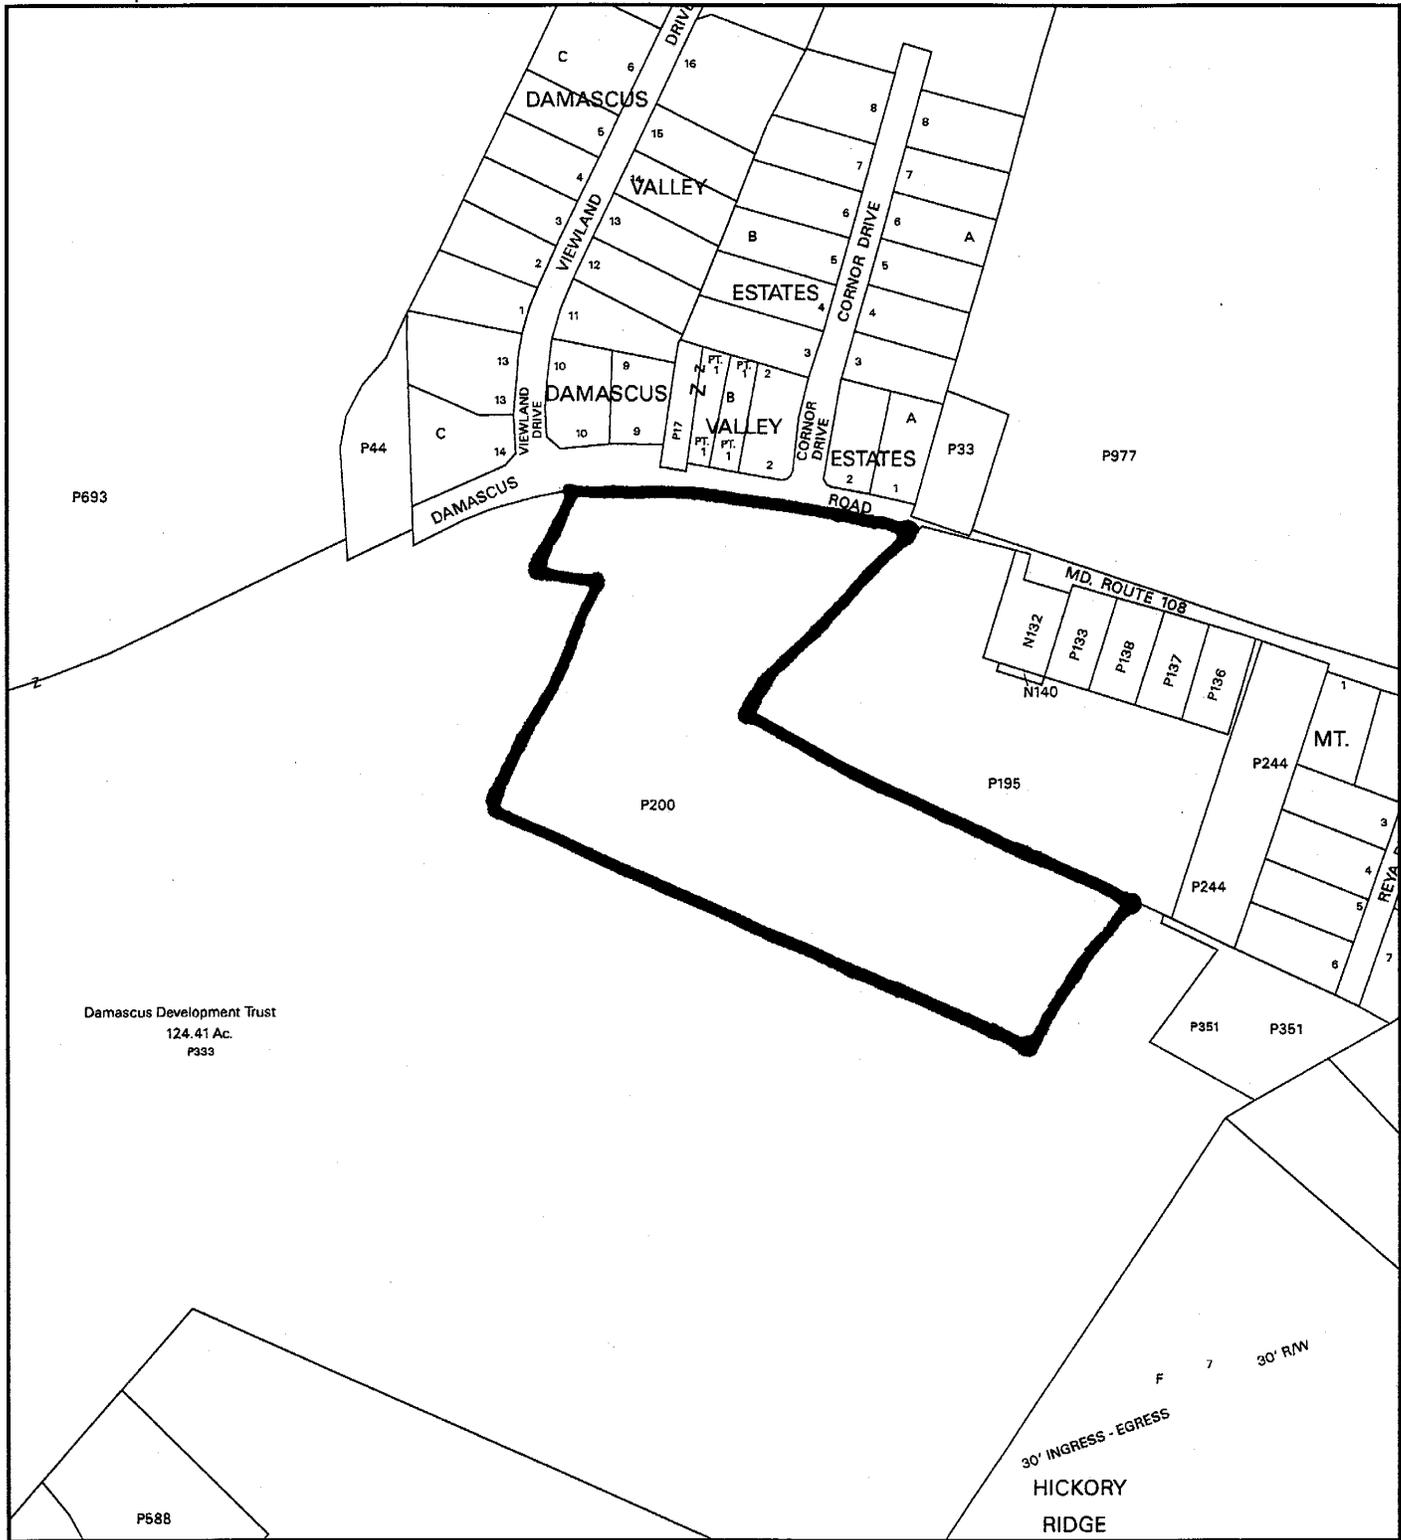 DRIVE
C
6
16
DAMASCUS
5
15
8
8
4
14
VALLEY
7
7
3
13
VIEWLAND
6
6
CORNOR DRIVE
B
A
2
12
5
5
ESTATES
4
4
1
11
3
3
13
10
9
PT.
1
PT.
1
2
Z
Z
13
VIEWLAND
DRIVE
DAMASCUS
B
CORNOR
DRIVE
A
C
10
9
P17
VALLEY
P44
14
PT.
1
PT.
1
2
ESTATES
2
1
P33
P977
P693
DAMASCUS
ROAD
MD. ROUTE 108
N132
P133
P138
P137
P136
N140
Z
1
MT.
P244
P195
P200
3
4
REYA
P244
5
6
7
Damascus Development Trust
124.41 Ac.
P333
P351
P351
F
7
30' R/W
30' INGRESS - EGRESS
HICKORY
RIDGE
P588